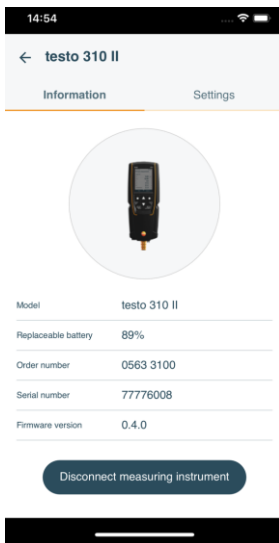 14:54
← testo 310 II
Information Settings
Model testo 310 II
Replaceable battery 89%
Order number 0563 3100
Serial number 77776008
Firmware version 0.4.0
Disconnect measuring instrument